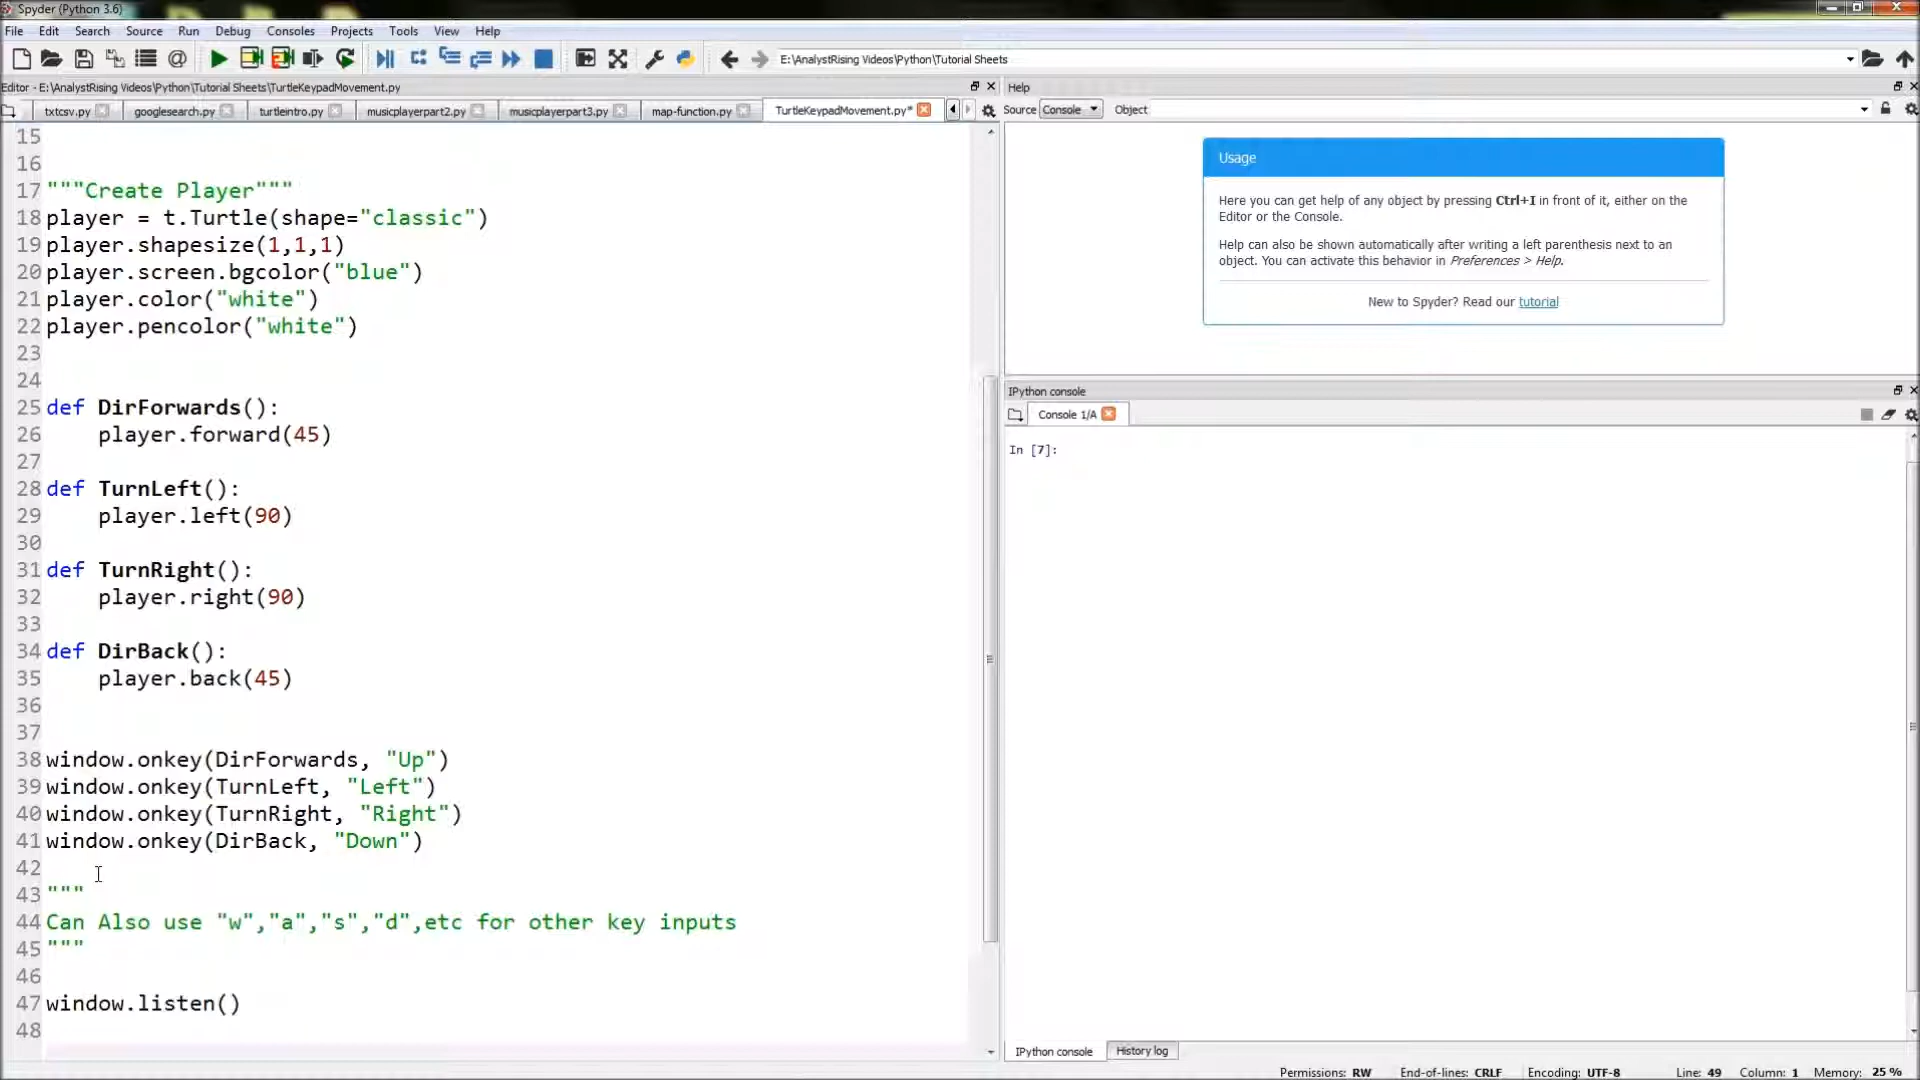 Spyder (Python 3.6)
File Edit Search Source Run Debug Consoles Projects Tools View Help
E:\AnalystRising Videos\Python\Tutorial Sheets
Editor - E:\AnalystRising Videos\Python\Tutorial Sheets\TurtleKeypadMovement.py
txtcsv.py googlesearch.py turtleintro.py musicplayerpart2.py musicplayerpart3.py map-function.py TurtleKeypadMovement.py*
15
16
17 """Create Player"""
18 player = t.Turtle(shape="classic")
19 player.shapesize(1,1,1)
20 player.screen.bgcolor("blue")
21 player.color("white")
22 player.pencolor("white")
23
24
25 def DirForwards():
26     player.forward(45)
27
28 def TurnLeft():
29     player.left(90)
30
31 def TurnRight():
32     player.right(90)
33
34 def DirBack():
35     player.back(45)
36
37
38 window.onkey(DirForwards, "Up")
39 window.onkey(TurnLeft, "Left")
40 window.onkey(TurnRight, "Right")
41 window.onkey(DirBack, "Down")
42
43 """
44 Can Also use "w","a","s","d",etc for other key inputs
45 """
46
47 window.listen()
48
Help
Source Console Object
Usage
Here you can get help of any object by pressing Ctrl+I in front of it, either on the
Editor or the Console.
Help can also be shown automatically after writing a left parenthesis next to an
object. You can activate this behavior in Preferences > Help.
New to Spyder? Read our tutorial
IPython console
Console 1/A
In [7]:
IPython console History log
Permissions: RW End-of-lines: CRLF Encoding: UTF-8 Line: 49 Column: 1 Memory: 25 %